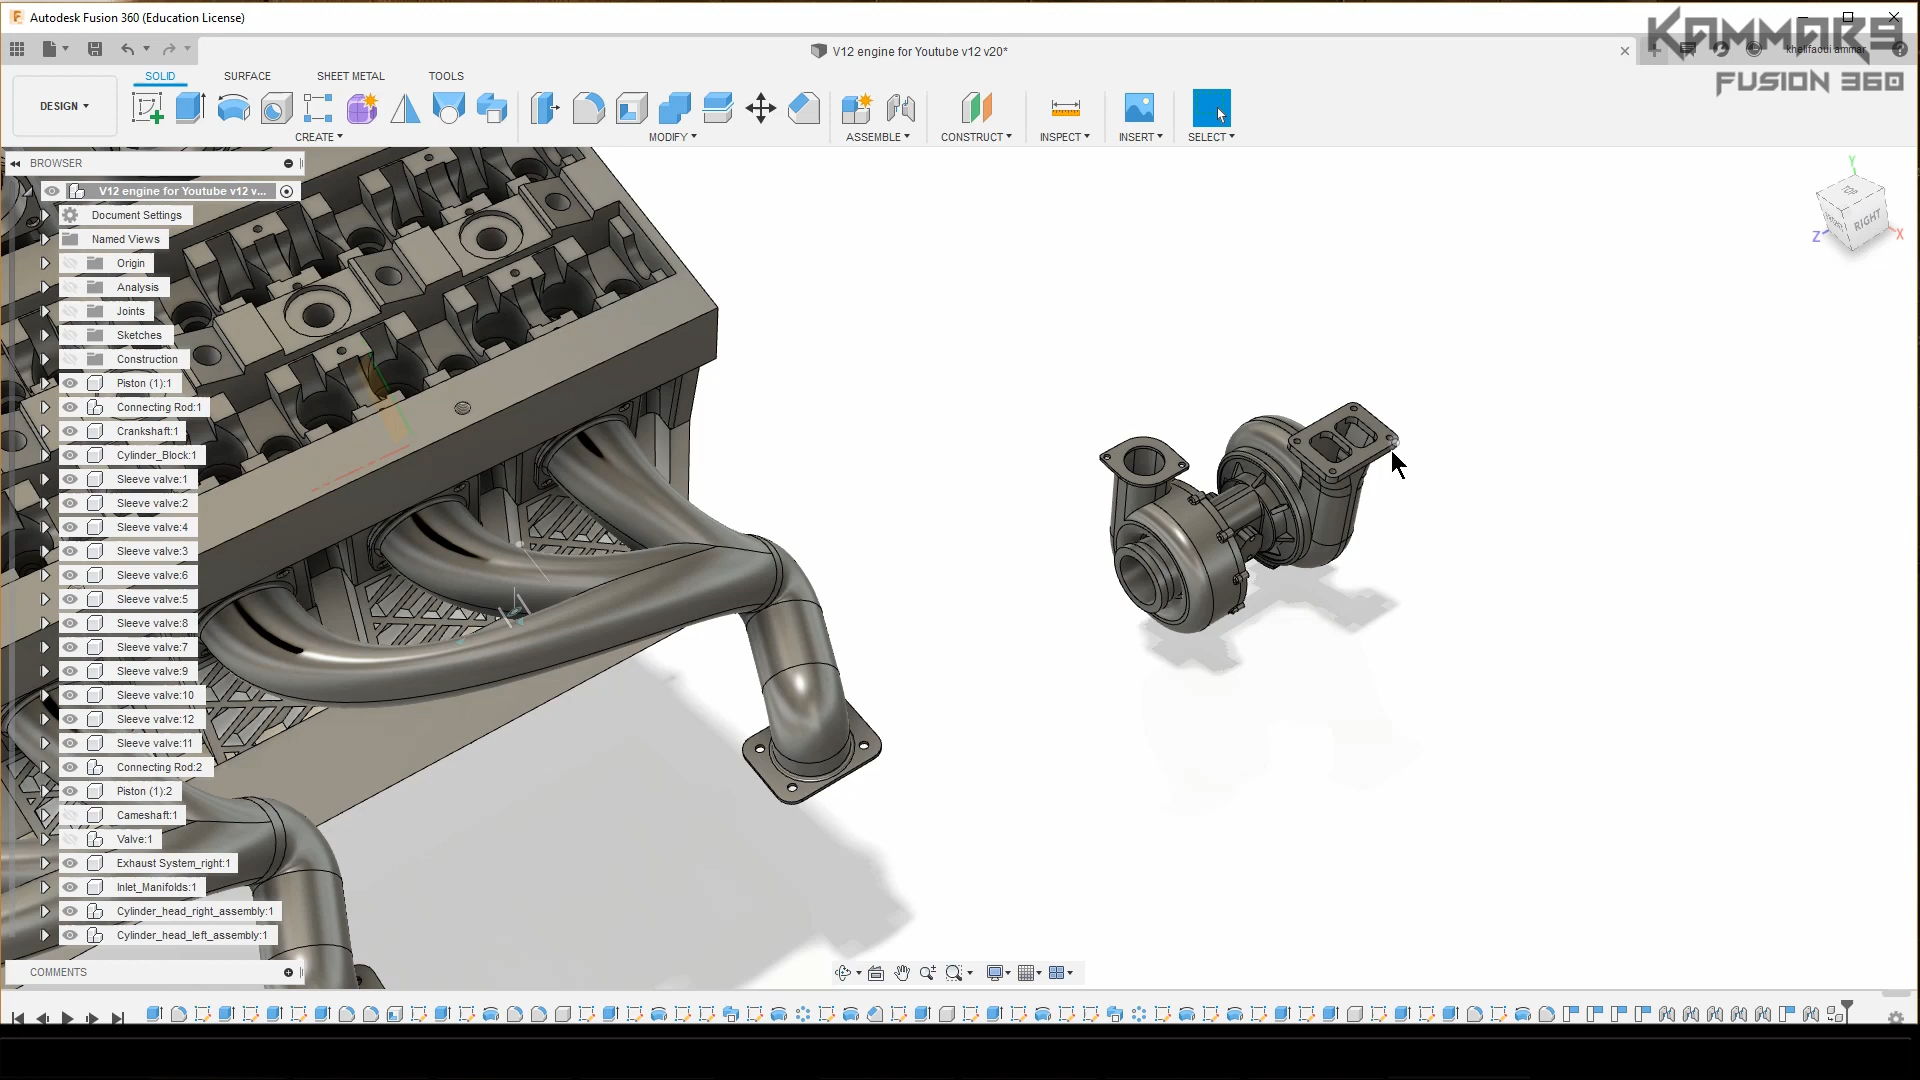 Autodesk Fusion 360 (Education License)
KAMMARS
FUSION 360
V12 engine for Youtube v12 v20*
khelifaoui ammar
DESIGN
SOLID
SURFACE
SHEET METAL
TOOLS
CREATE
MODIFY
ASSEMBLE
CONSTRUCT
INSPECT
INSERT
SELECT
BROWSER
V12 engine for Youtube v12 v...
Document Settings
Named Views
Origin
Analysis
Joints
Sketches
Construction
Piston (1):1
Connecting Rod:1
Crankshaft:1
Cylinder_Block:1
Sleeve valve:1
Sleeve valve:2
Sleeve valve:4
Sleeve valve:3
Sleeve valve:6
Sleeve valve:5
Sleeve valve:8
Sleeve valve:7
Sleeve valve:9
Sleeve valve:10
Sleeve valve:12
Sleeve valve:11
Connecting Rod:2
Piston (1):2
Cameshaft:1
Valve:1
Exhaust System_right:1
Inlet_Manifolds:1
Cylinder_head_right_assembly:1
Cylinder_head_left_assembly:1
COMMENTS
Y
RIGHT
Z
X